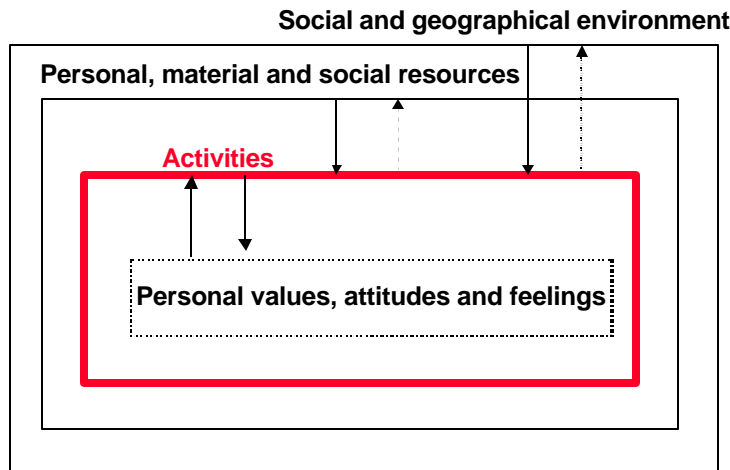 Social and geographical environment
Personal, material and social resources
Activities
Personal values, attitudes and feelings